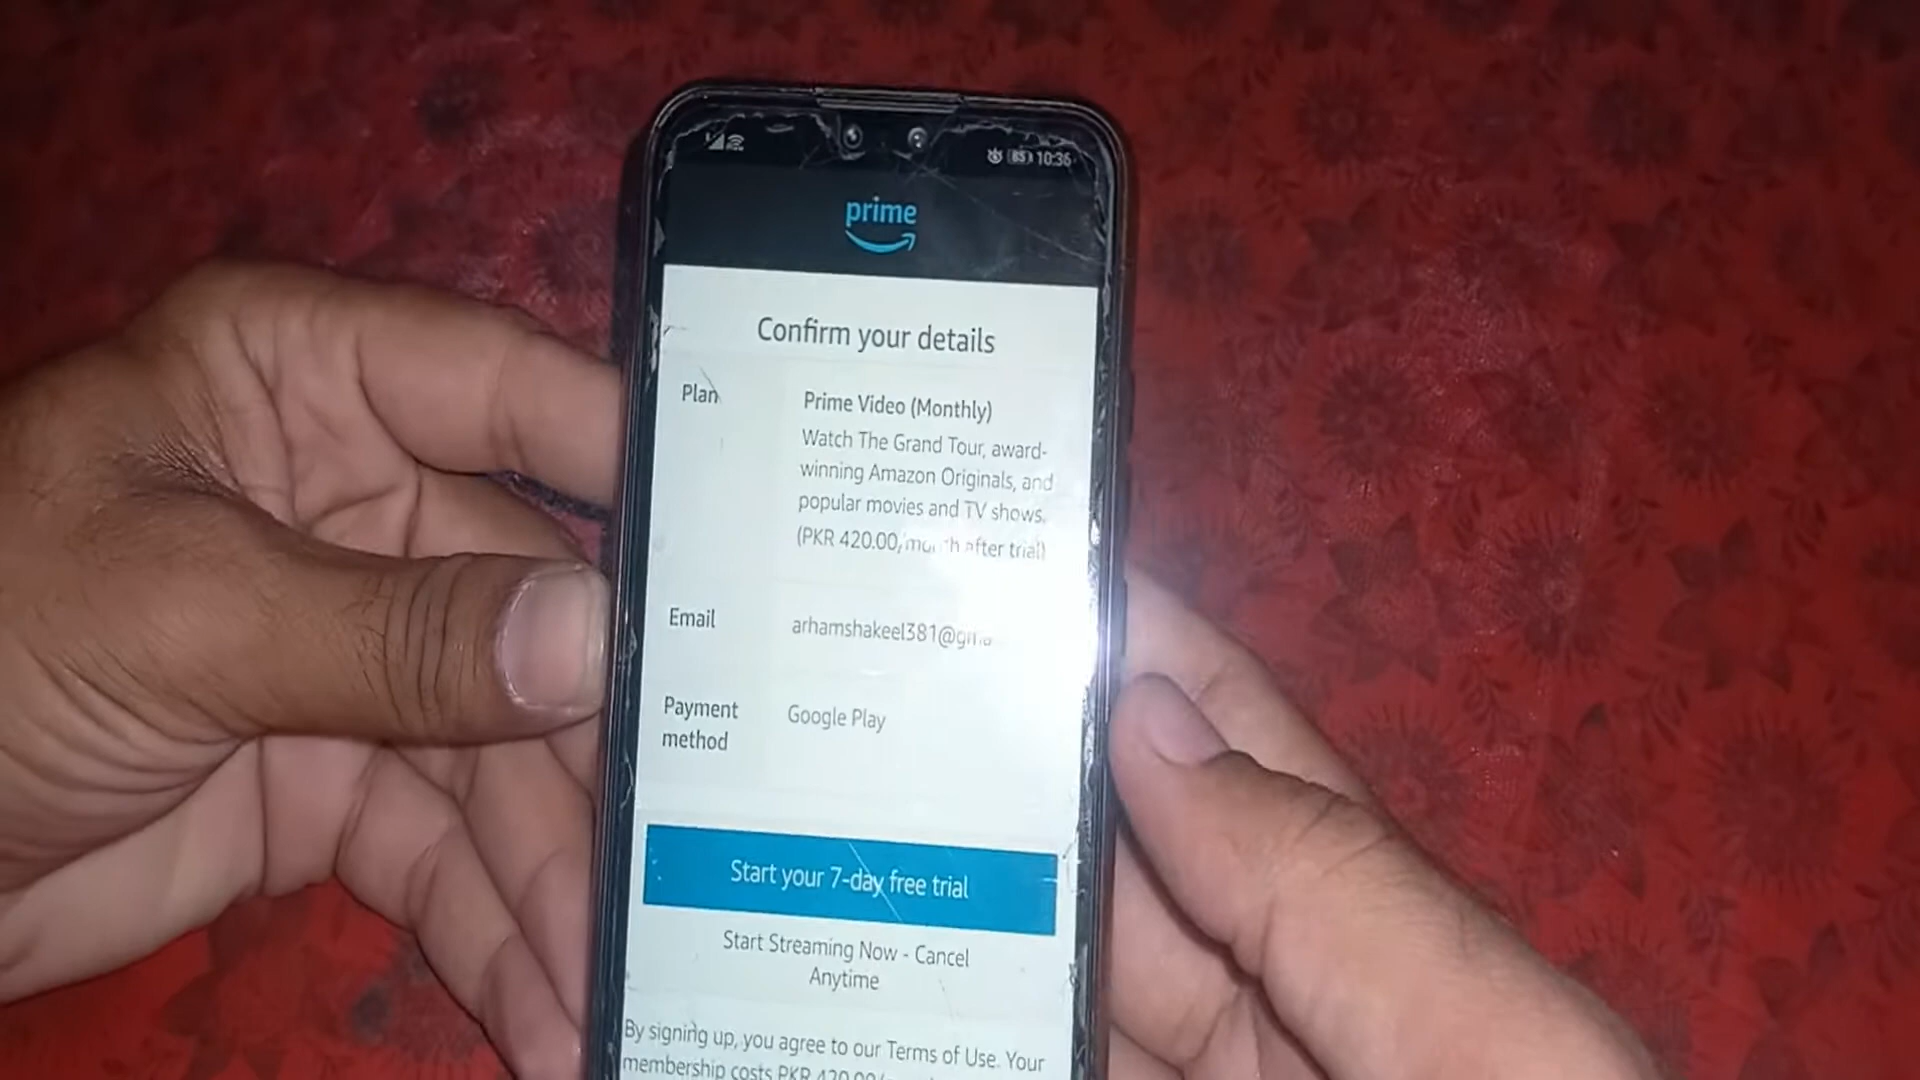 85 10:36
prime
Confirm your details
Plan
Prime Video (Monthly)
Watch The Grand Tour, award-
winning Amazon Originals, and
popular movies and TV shows.
(PKR 420.00/month after trial)
Email
arhamshakeel381@gma
Payment
method
Google Play
Start your 7-day free trial
Start Streaming Now - Cancel
Anytime
By signing up, you agree to our Terms of Use. Your
membership costs PKR 420.00/